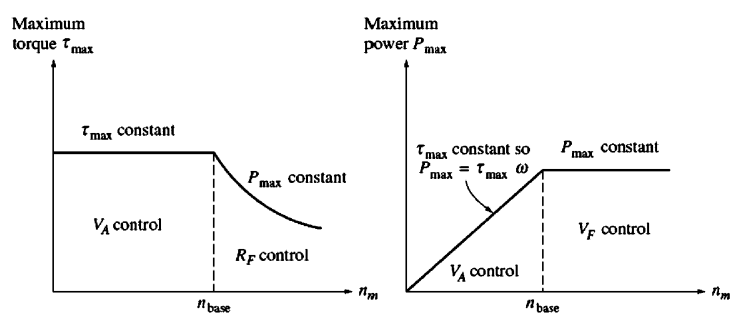 Maximum
torque τmax
τmax constant
Pmax constant
VA control
RF control
nbase
nm
Maximum
power Pmax
τmax constant so
Pmax = τmax ω
Pmax constant
VF control
VA control
nbase
nm